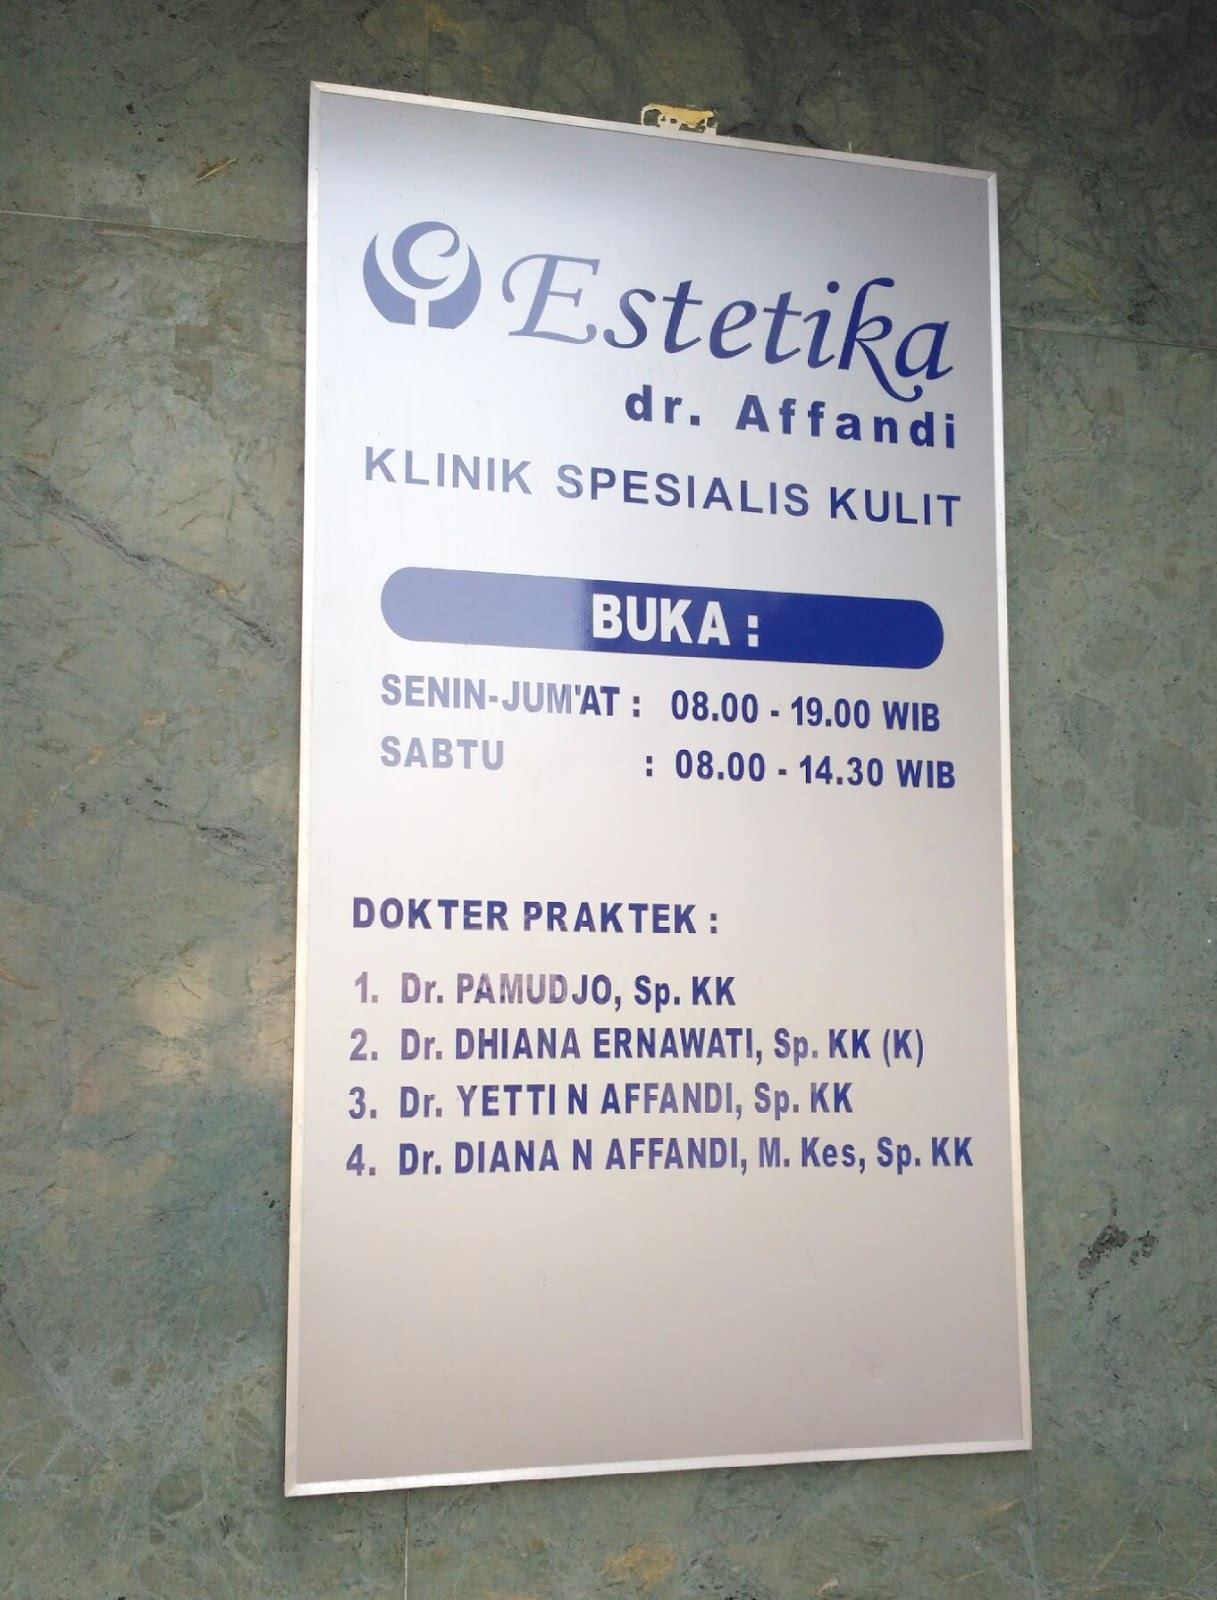 Estetika
dr. Affandi
KLINIK SPESIALIS KULIT
BUKA :
SENIN-JUM'AT : 08.00 - 19.00 WIB
SABTU : 08.00 - 14.30 WIB
DOKTER PRAKTEK :
1. Dr. PAMUDJO, Sp. KK
2. Dr. DHIANA ERNAWATI, Sp. KK (K)
3. Dr. YETTI N AFFANDI, Sp. KK
4. Dr. DIANA N AFFANDI, M. Kes, Sp. KK